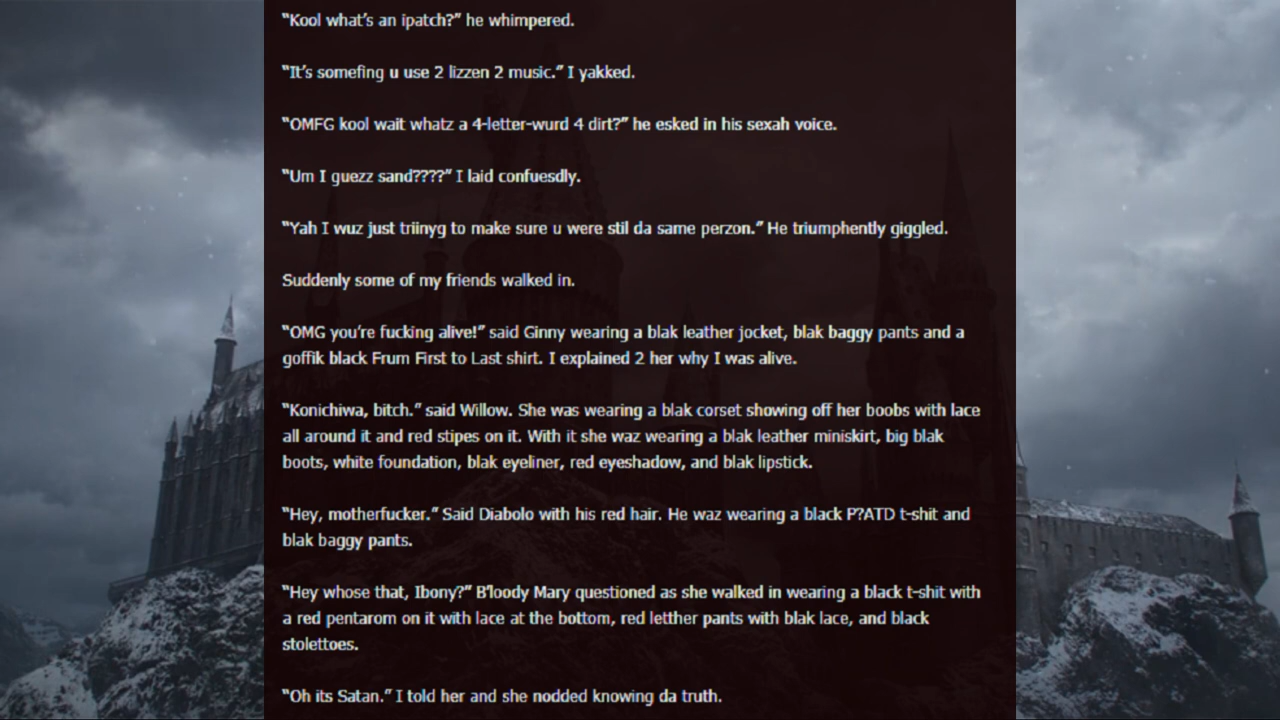 “Kool what’s an ipatch?” he whimpered.
“It’s somefing u use 2 lizzen 2 music.” I yakked.
“OMFG kool wait whatz a 4-letter-wurd 4 dirt?” he esked in his sexah voice.
“Um I guezz sand????” I laid confuesdly.
“Yah I wuz just triinyg to make sure u were stil da same perzon.” He triumphently giggled.
Suddenly some of my friends walked in.
“OMG you’re fucking alive!” said Ginny wearing a blak leather jocket, blak baggy pants and a
goffik black Frum First to Last shirt. I explained 2 her why I was alive.
“Konichiwa, bitch.” said Willow. She was wearing a blak corset showing off her boobs with lace
all around it and red stipes on it. With it she waz wearing a blak leather miniskirt, big blak
boots, white foundation, blak eyeliner, red eyeshadow, and blak lipstick.
“Hey, motherfucker.” Said Diabolo with his red hair. He waz wearing a black P?ATD t-shit and
blak baggy pants.
“Hey whose that, Ibony?” B’loody Mary questioned as she walked in wearing a black t-shit with
a red pentarom on it with lace at the bottom, red letther pants with blak lace, and black
stolettoes.
“Oh its Satan.” I told her and she nodded knowing da truth.